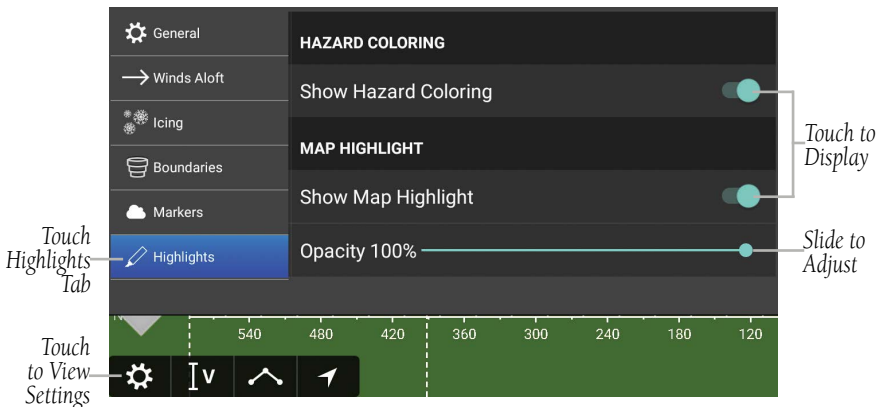 General
Winds Aloft
Icing
Boundaries
Markers
Highlights
HAZARD COLORING
Show Hazard Coloring
MAP HIGHLIGHT
Show Map Highlight
Opacity 100%
Touch to
Display
Slide to
Adjust
Touch
Highlights
Tab
540 480 420 360 300 240 180 120
V
Touch
to View
Settings